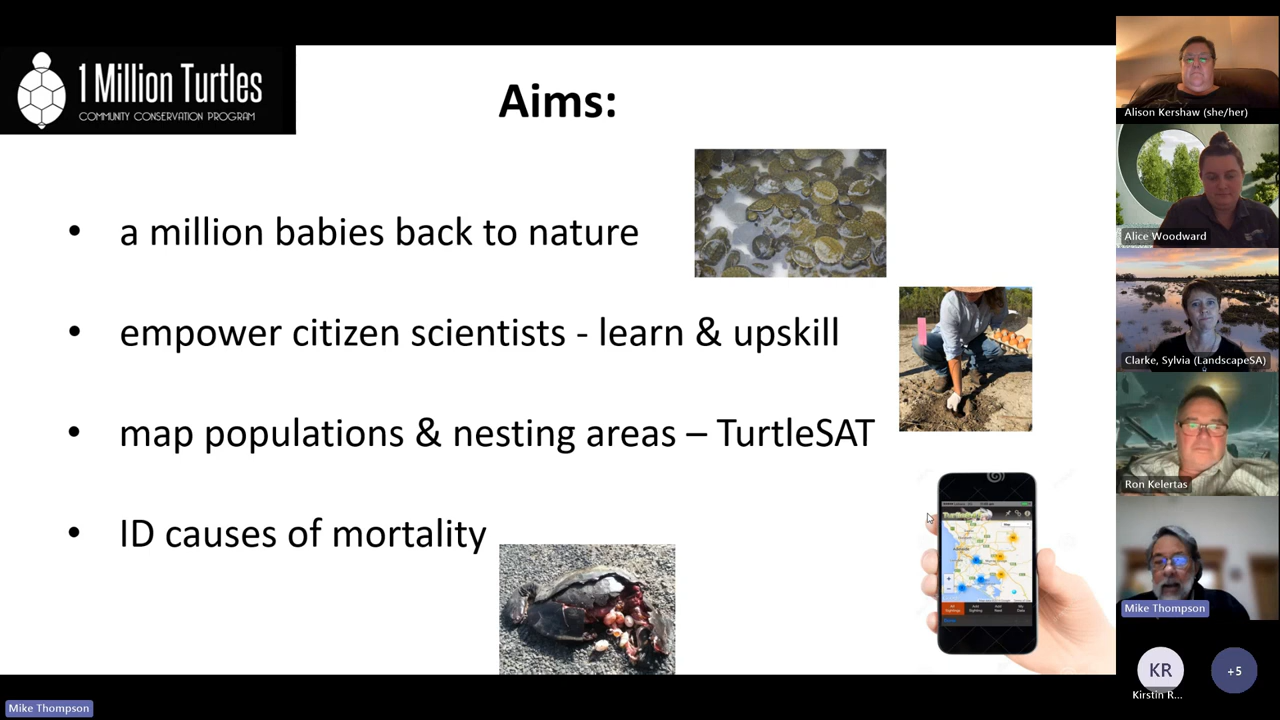 1 Million Turtles
COMMUNITY CONSERVATION PROGRAM
Aims:
• a million babies back to nature
• empower citizen scientists - learn & upskill
• map populations & nesting areas – TurtleSAT
• ID causes of mortality
Alison Kershaw (she/her)
Alice Woodward
Clarke, Sylvia (LandscapeSA)
Ron Kelertas
Mike Thompson
KR
Kirstin R...
+5
Mike Thompson